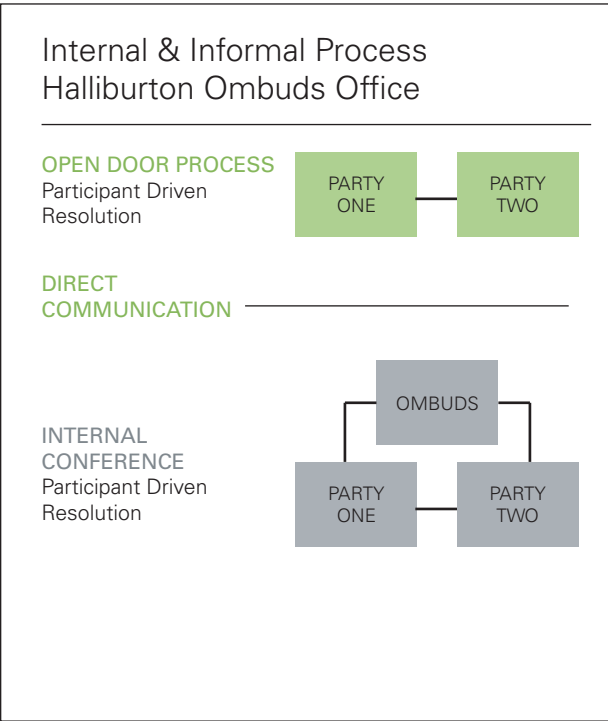 Internal & Informal Process
Halliburton Ombuds Office
OPEN DOOR PROCESS
Participant Driven
Resolution
PARTY
ONE
PARTY
TWO
DIRECT
COMMUNICATION
OMBUDS
INTERNAL
CONFERENCE
Participant Driven
Resolution
PARTY
ONE
PARTY
TWO